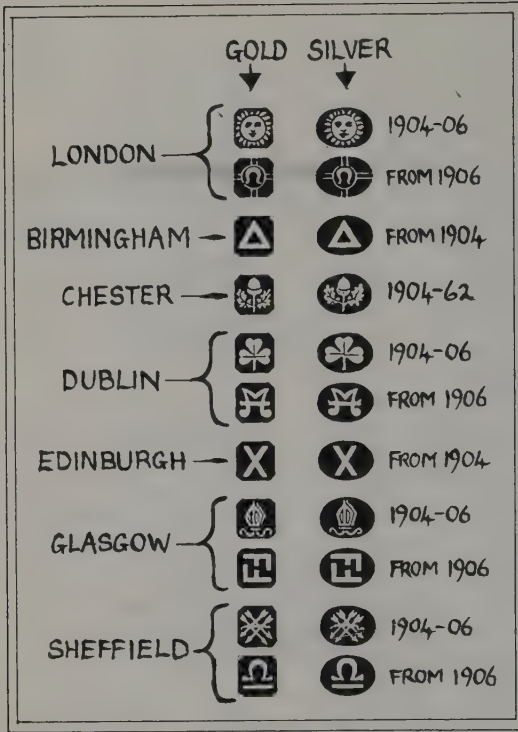 GOLD SILVER
LONDON 1904-06
FROM 1906
BIRMINGHAM FROM 1904
CHESTER 1904-62
DUBLIN 1904-06
FROM 1906
EDINBURGH X X FROM 1904
GLASGOW 1904-06
FROM 1906
SHEFFIELD 1904-06
FROM 1906